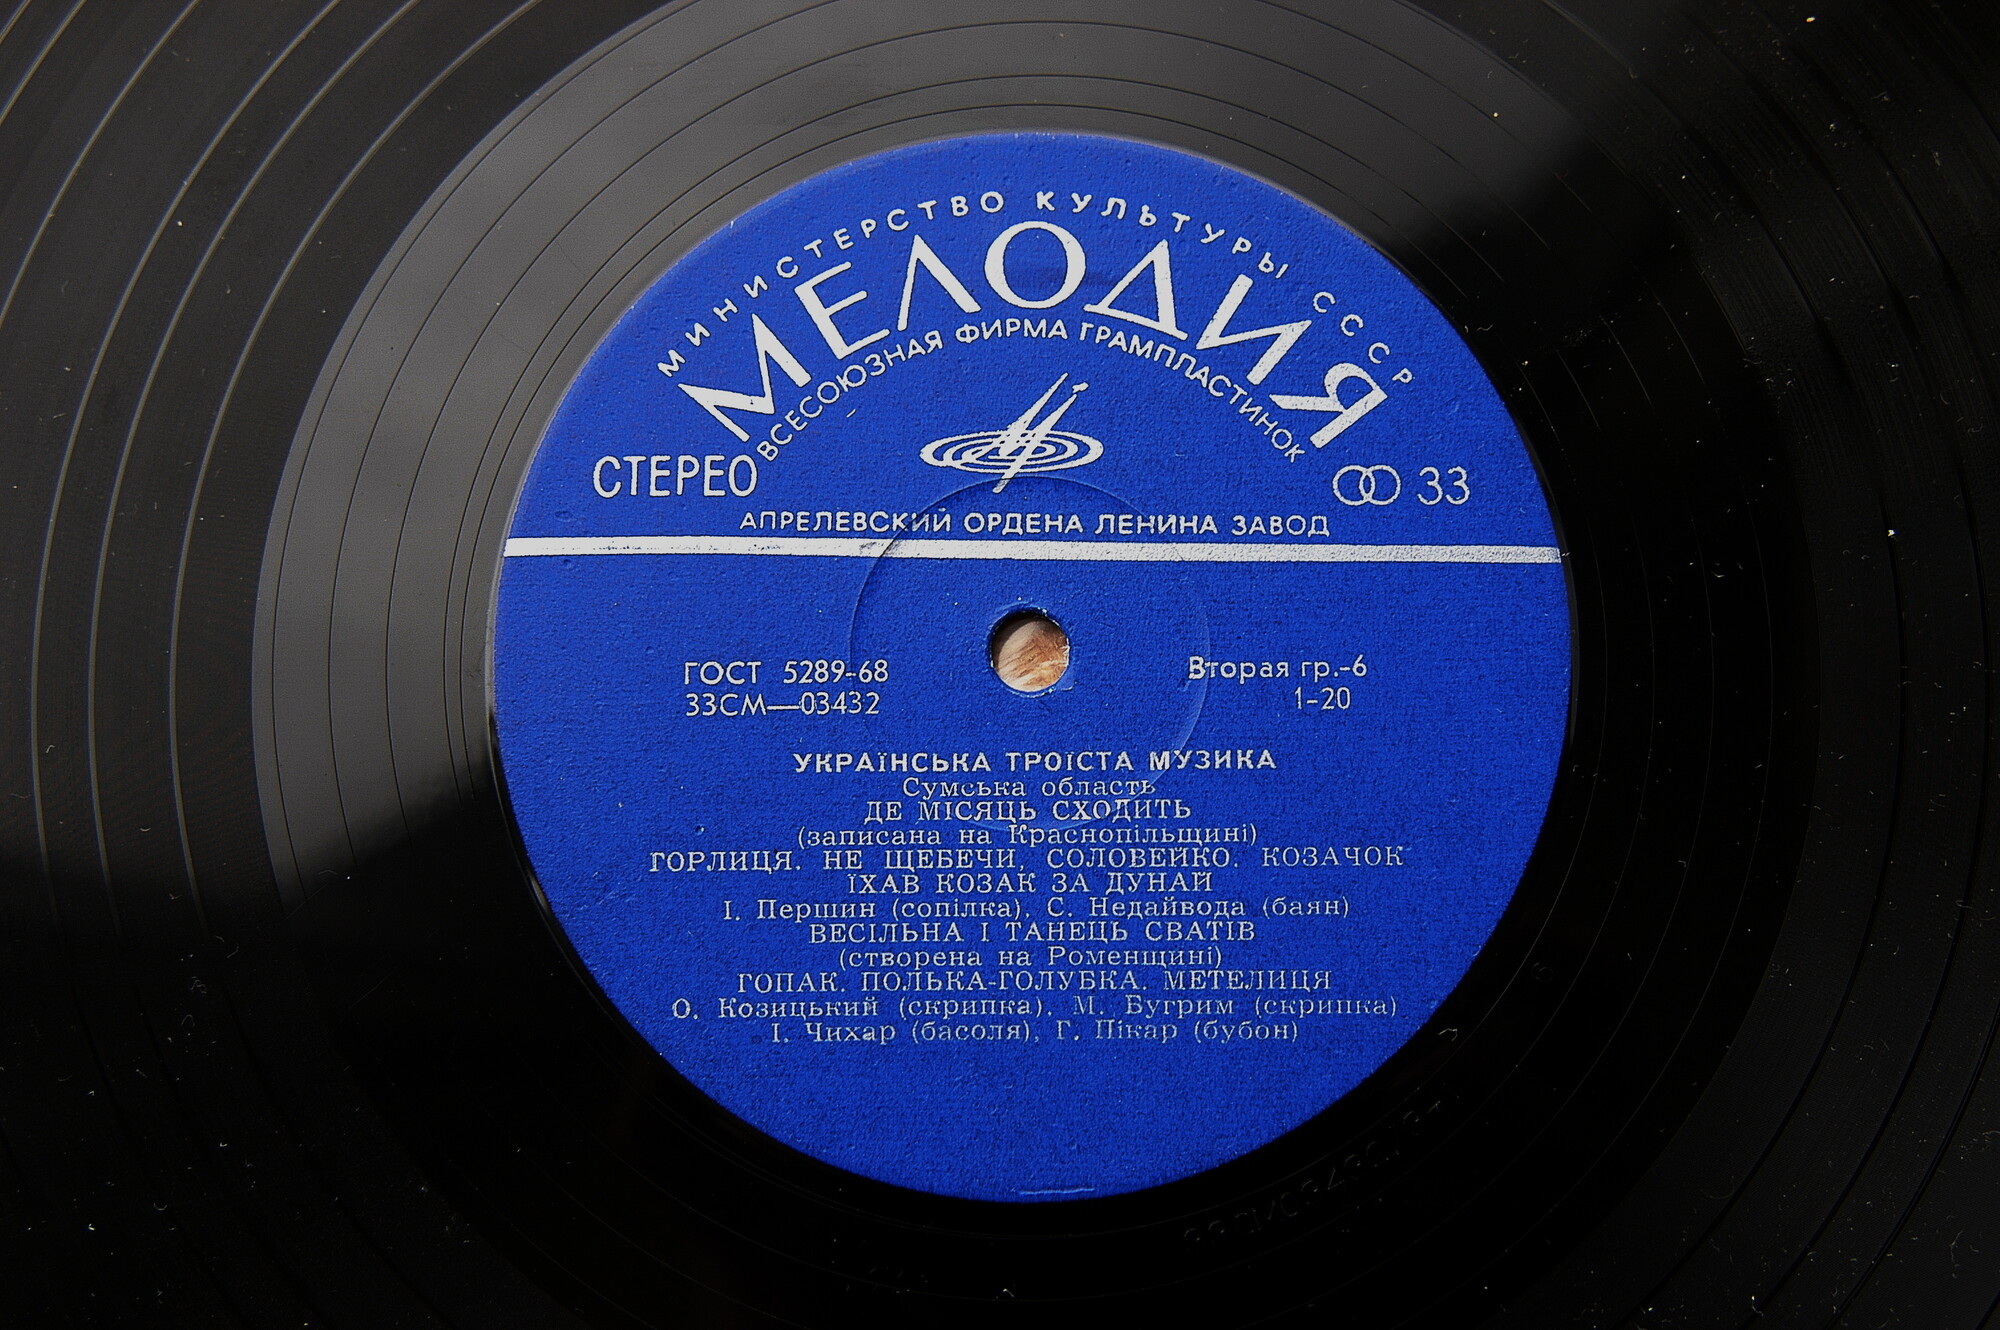 МИНИСТЕРСТВО КУЛЬТУРЫ СССР
МЕЛОДИЯ
ВСЕСОЮЗНАЯ ФИРМА ГРАМПЛАСТИНОК
СТЕРЕО
33
АПРЕЛЕВСКИЙ ОРДЕНА ЛЕНИНА ЗАВОД
ГОСТ 5289-68
Вторая гр.-6
33СМ—03432
1-20
УКРАЇНСЬКА ТРОЇСТА МУЗИКА
Сумська область
ДЕ МІСЯЦЬ СХОДИТЬ
(записана на Краснопільщині)
ГОРЛИЦЯ. НЕ ЩЕБЕЧИ, СОЛОВЕЙКО. КОЗАЧОК
ЇХАВ КОЗАК ЗА ДУНАЙ
І. Першин (сопілка), С. Недайвода (баян)
ВЕСІЛЬНА І ТАНЕЦЬ СВАТІВ
(створена на Роменщині)
ГОПАК. ПОЛЬКА-ГОЛУБКА. МЕТЕЛИЦЯ
О. Козицький (скрипка), М. Бугрим (скрипка)
І. Чихар (басоля), Г. Пікар (бубон)